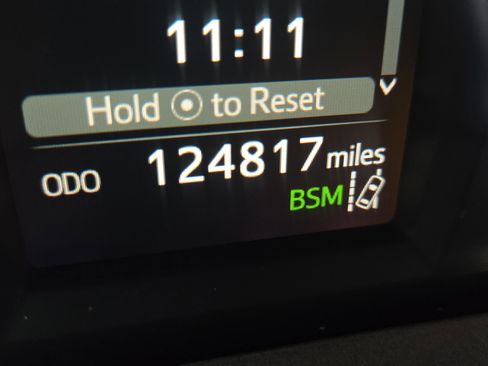 11:11
Hold to Reset
ODO 124817 miles
BSM